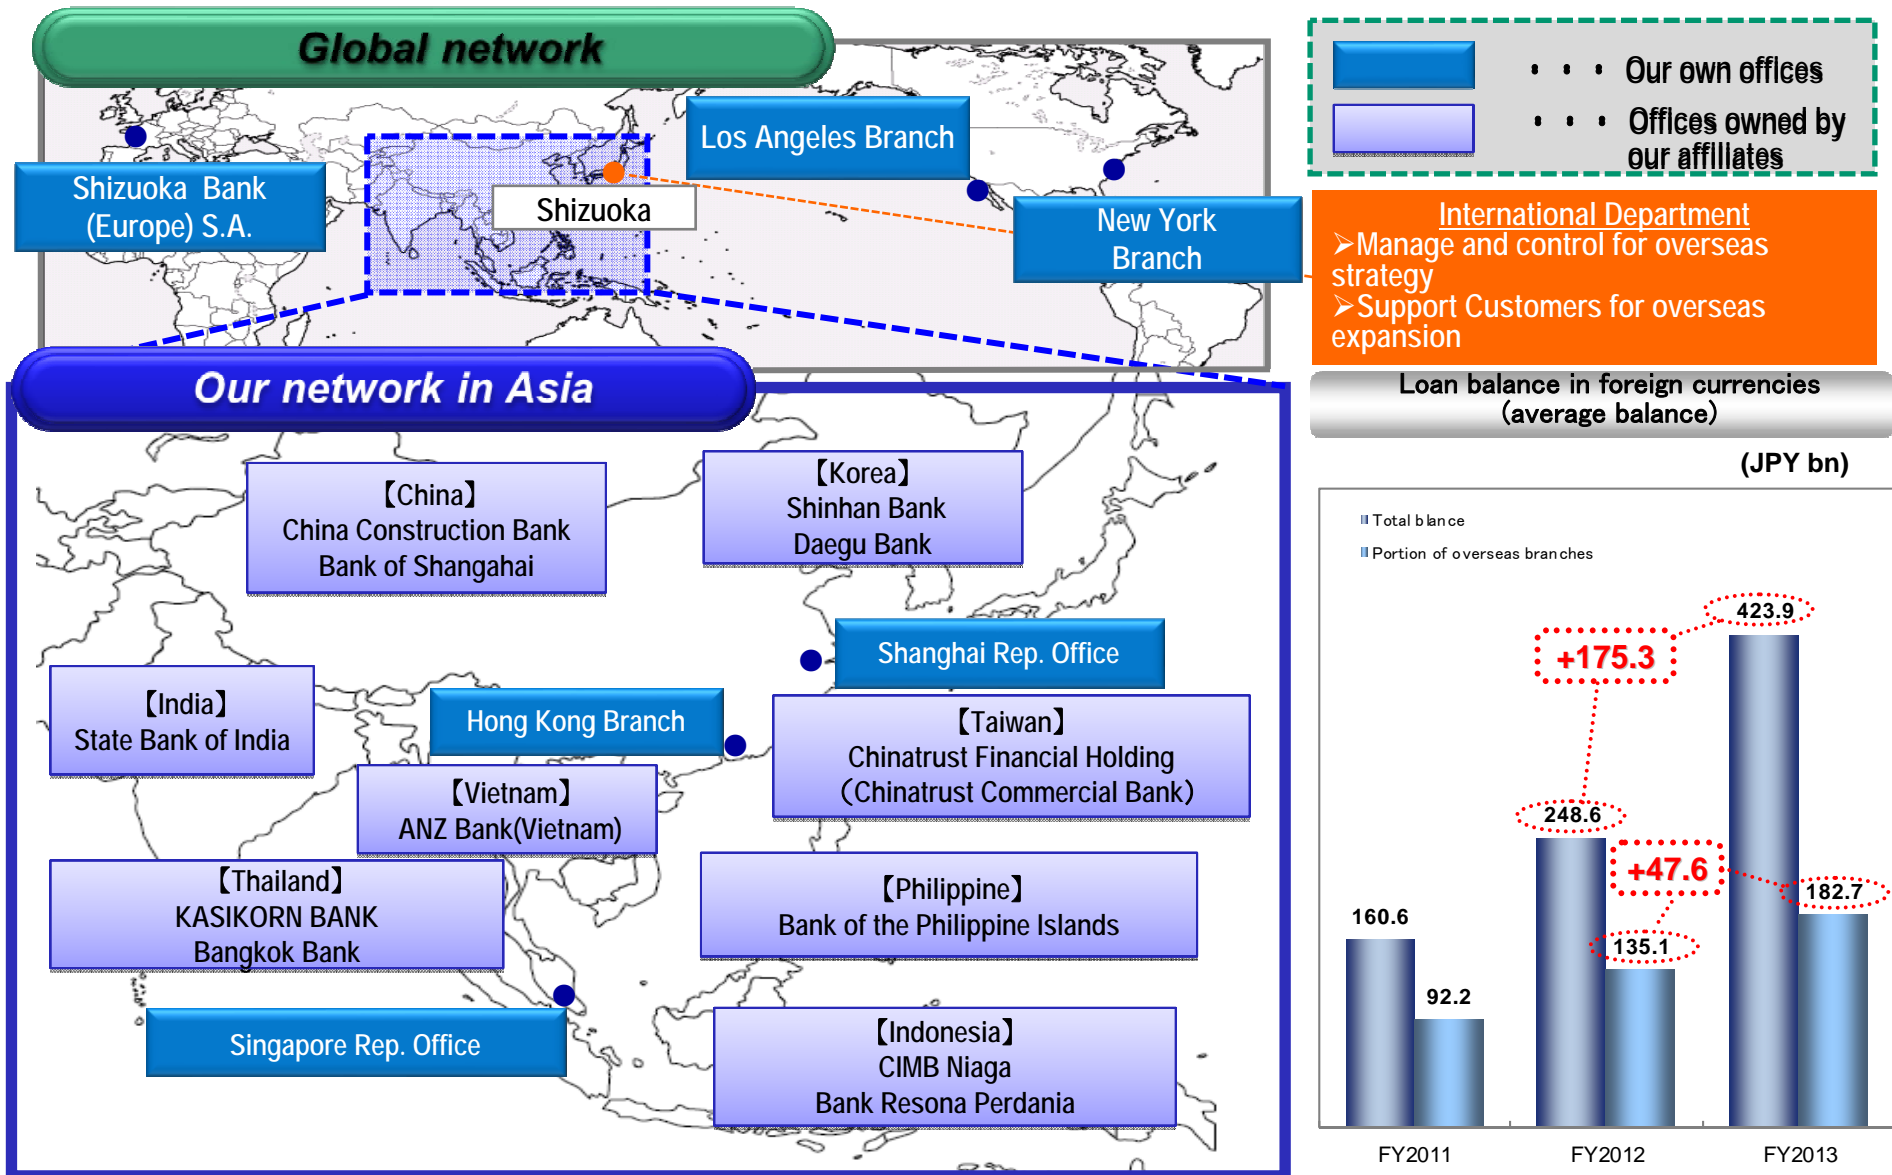 Global network
Shizuoka Bank
(Europe) S.A.
Shizuoka
Los Angeles Branch
New York
Branch
・・・ Our own offices
・・・ Offices owned by
our affiliates
International Department
➢Manage and control for overseas
strategy
➢Support Customers for overseas
expansion
Our network in Asia
【China】
China Construction Bank
Bank of Shangahai
【Korea】
Shinhan Bank
Daegu Bank
Shanghai Rep. Office
【India】
State Bank of India
Hong Kong Branch
【Taiwan】
Chinatrust Financial Holding
（Chinatrust Commercial Bank）
【Vietnam】
ANZ Bank(Vietnam)
【Thailand】
KASIKORN BANK
Bangkok Bank
【Philippine】
Bank of the Philippine Islands
Singapore Rep. Office
【Indonesia】
CIMB Niaga
Bank Resona Perdania
Loan balance in foreign currencies
(average balance)
(JPY bn)
Total blance
Portion of overseas branches
423.9
+175.3
248.6
+47.6
182.7
160.6
135.1
92.2
FY2011
FY2012
FY2013